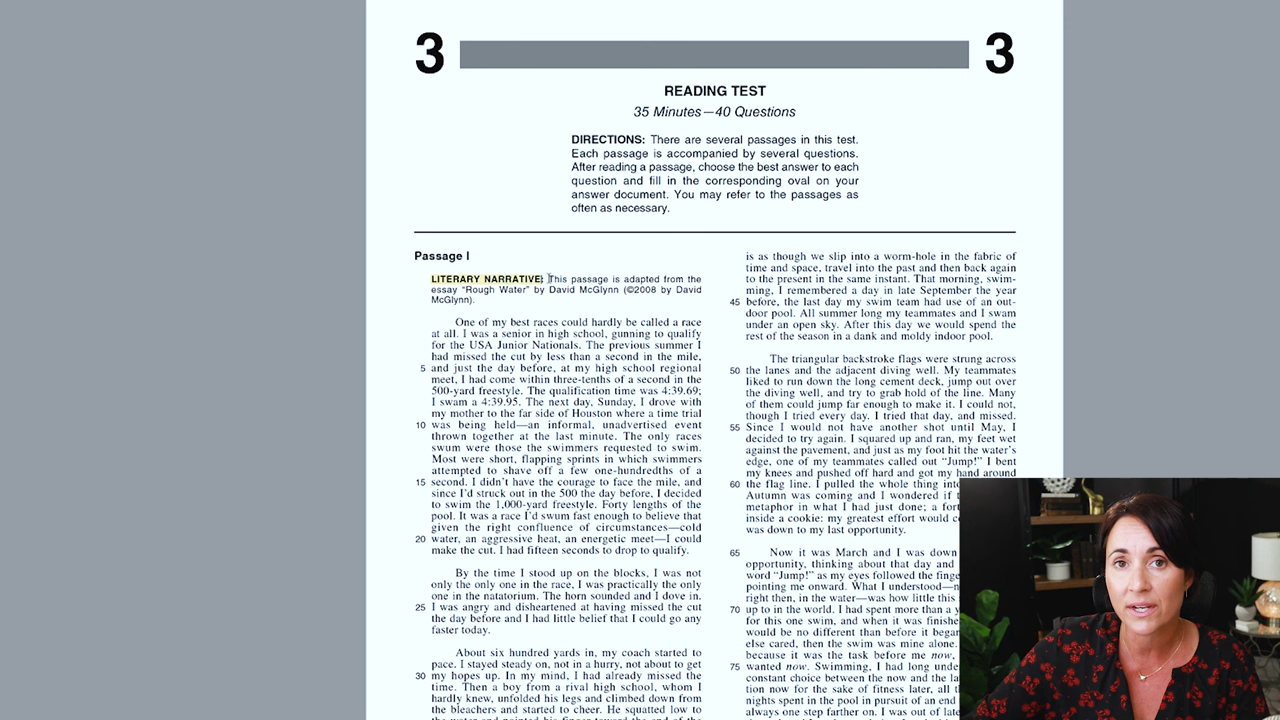 3 3
READING TEST
35 Minutes—40 Questions
DIRECTIONS: There are several passages in this test.
Each passage is accompanied by several questions.
After reading a passage, choose the best answer to each
question and fill in the corresponding oval on your
answer document. You may refer to the passages as
often as necessary.
Passage I
LITERARY NARRATIVE: This passage is adapted from the
essay “Rough Water” by David McGlynn (©2008 by David
McGlynn).
One of my best races could hardly be called a race
at all. I was a senior in high school, gunning to qualify
for the USA Junior Nationals. The previous summer I
had missed the cut by less than a second in the mile,
5 and just the day before, at my high school regional
meet, I had come within three-tenths of a second in the
500-yard freestyle. The qualification time was 4:39.69;
I swam a 4:39.95. The next day, Sunday, I drove with
my mother to the far side of Houston where a time trial
10 was being held—an informal, unadvertised event
thrown together at the last minute. The only races
swum were those the swimmers requested to swim.
Most were short, flapping sprints in which swimmers
attempted to shave off a few one-hundredths of a
15 second. I didn’t have the courage to face the mile, and
since I’d struck out in the 500 the day before, I decided
to swim the 1,000-yard freestyle. Forty lengths of the
pool. It was a race I’d swum fast enough to believe that
given the right confluence of circumstances—cold
20 water, an aggressive heat, an energetic meet—I could
make the cut. I had fifteen seconds to drop to qualify.
By the time I stood up on the blocks, I was not
only the only one in the race, I was practically the only
one in the natatorium. The horn sounded and I dove in.
25 I was angry and disheartened at having missed the cut
the day before and I had little belief that I could go any
faster today.
About six hundred yards in, my coach started to
pace. I stayed steady on, not in a hurry, not about to get
30 my hopes up. In my mind, I had already missed the
time. Then a boy from a rival high school, whom I
hardly knew, unfolded his legs and climbed down from
the bleachers and started to cheer. He squatted low to
the water and pointed his finger toward the end of the
is as though we slip into a worm-hole in the fabric of
time and space, travel into the past and then back again
to the present in the same instant. That morning, swim-
ming, I remembered a day in late September the year
45 before, the last day my swim team had use of an out-
door pool. All summer long my teammates and I swam
under an open sky. After this day we would spend the
rest of the season in a dank and moldy indoor pool.
The triangular backstroke flags were strung across
50 the lanes and the adjacent diving well. My teammates
liked to run down the long cement deck, jump out over
the diving well, and try to grab hold of the line. Many
of them could jump far enough to make it. I could not,
though I tried every day. I tried that day, and missed.
55 Since I would not have another shot until May, I
decided to try again. I squared up and ran, my feet wet
against the pavement, and just as my foot hit the water’s
edge, one of my teammates called out “Jump!” I bent
my knees and pushed off hard and got my hand around
60 the flag line. I pulled the whole thing
Autumn was coming and I wondered if
metaphor in what I had just done; a
inside a cookie: my greatest effort would
was down to my last opportunity.
65 Now it was March and I was down
opportunity, thinking about that day and
word “Jump!” as my eyes followed the
pointing me onward. What I
right then, in the water—was how little this
70 up to in the world. I had spent more than a
for this one swim, and when it was
would be no different than before it
else cared, then the swim was mine alone.
because it was the task before me now,
75 wanted now. Swimming, I had long
constant choice between the now and the
tion now for the sake of fitness later, all
nights spent in the pool in pursuit of an end
always one step farther on. I was out of